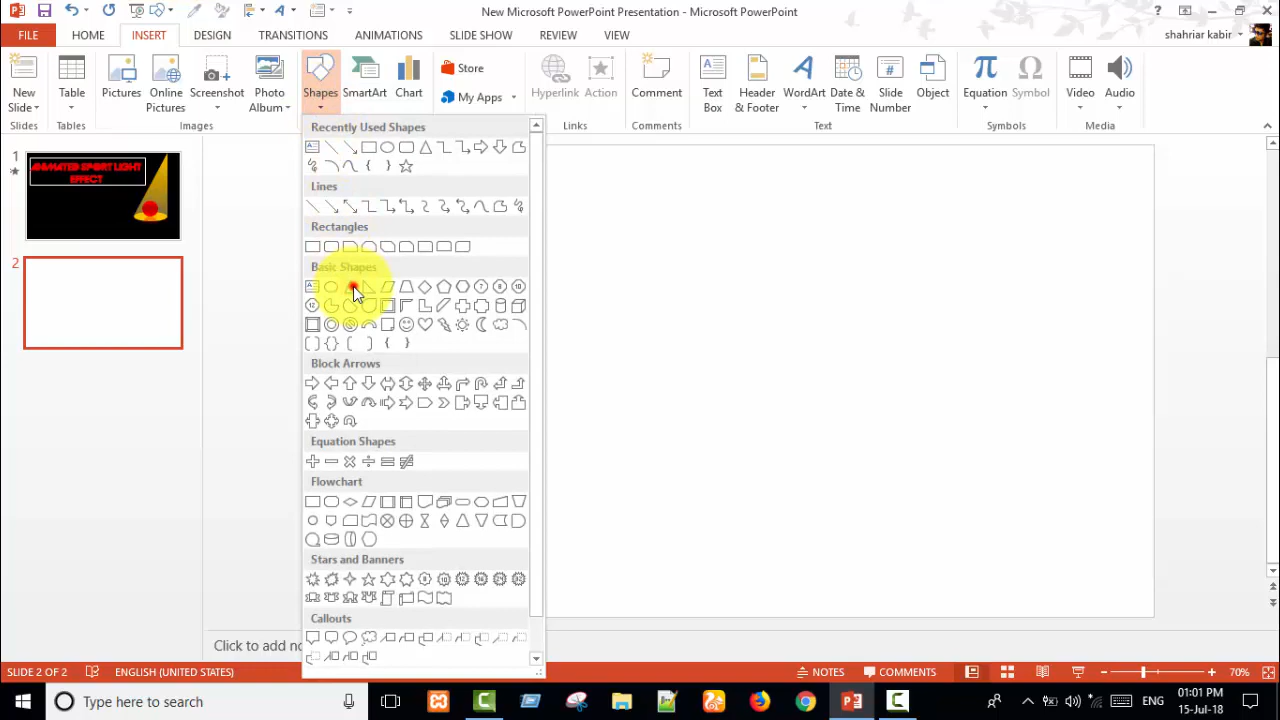 New Microsoft PowerPoint Presentation - Microsoft PowerPoint
FILE HOME INSERT DESIGN TRANSITIONS ANIMATIONS SLIDE SHOW REVIEW VIEW shahriar kabir
New Slide Table Pictures Online Pictures Screenshot Photo Album Shapes SmartArt Chart Store My Apps Hyperlink Action Comment Text Box Header & Footer WordArt Date & Time Slide Number Object Equation Symbol Video Audio
Slides Tables Images Links Comments Text Symbols Media
Recently Used Shapes
Lines
Rectangles
Basic Shapes
Block Arrows
Equation Shapes
Flowchart
Stars and Banners
Callouts
1
ANIMATED SPORT LIGHT
EFFECT
2
Click to add no
SLIDE 2 OF 2 ENGLISH (UNITED STATES) NOTES COMMENTS 70%
Type here to search
ENG
01:01 PM
15-Jul-18